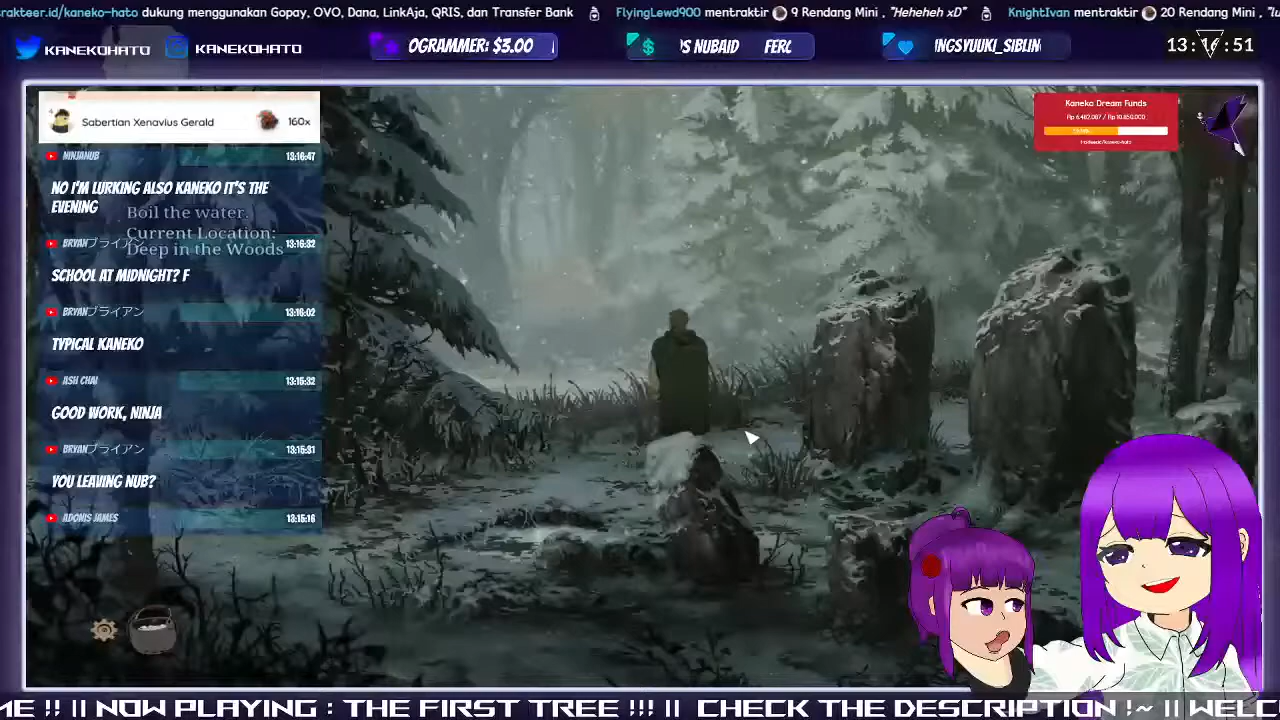 rakteer.id/kaneko-hato dukung menggunakan Gopay, OVO, Dana, LinkAja, QRIS, dan Transfer Bank FlyingLewd900 mentraktir 9 Rendang Mini , "Heheheh xD" KnightIvan mentraktir 20 Rendang Mini ,
KANEKOHATO KANEKOHATO OGRAMMER: $3.00 NUBAID INGSYUUKI_SIBLIN
Sabertian Xenavius Gerald 160x
Kaneko Dream Funds
NINJANUB 13:16:47
NO I'M LURKING ALSO KANEKO IT'S THE
EVENING
Boil the water.
Current Location:
Deep in the Woods
BRYANブライアン 13:16:32
SCHOOL AT MIDNIGHT? F
BRYANブライアン 13:16:02
TYPICAL KANEKO
ASH CHAI 13:15:32
GOOD WORK, NINJA
BRYANブライアン 13:15:31
YOU LEAVING NUB?
ADONIS JAMES 13:15:16
ME !! || NOW PLAYING : THE FIRST TREE !!! || CHECK THE DESCRIPTION !~ || WELC